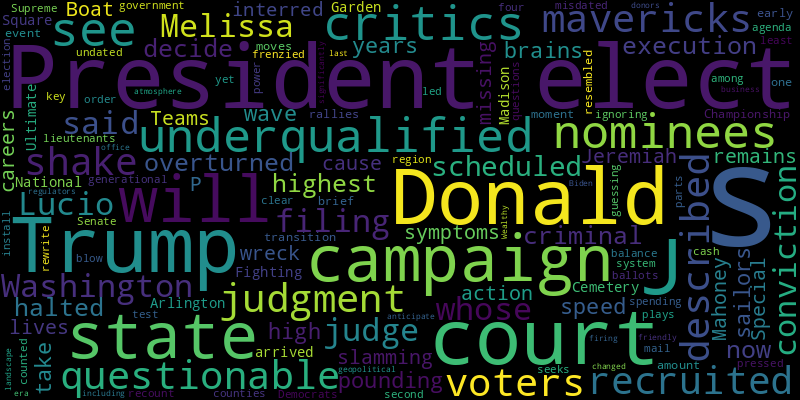 Supreme Boat government interred Garden four misdated donors
Square see Melissa critics mavericks early
event decide moves years brains execution agenda
election President elect least
undated frenzied last missing Madison questions resembled
key yet power significantly among one
Ultimate order atmosphere led business
careers said Teams wave rallies moment ignoring Championship
lieutenants underqualified nominees
office shake overturned cause region scheduled Jeremiah remains
National generational P highest Donald guessing Biden parts described S conviction
regulators will clear brief filing symptoms Wealthy criminal
install Lucio Senate transition
rewrite Trump blow wreck campaign J balance cash
Washington Fighting system ballots Mahoney sailors Special
halted Arlington judgment action Cemetery spending
test anticipate whose speed plays now
lives state high judge court firing friendly
arrived slamming seeks mail amount pressed
landscape counted take questionable geopolitical pounding voters changed recruited
era including recount counties Democrats second